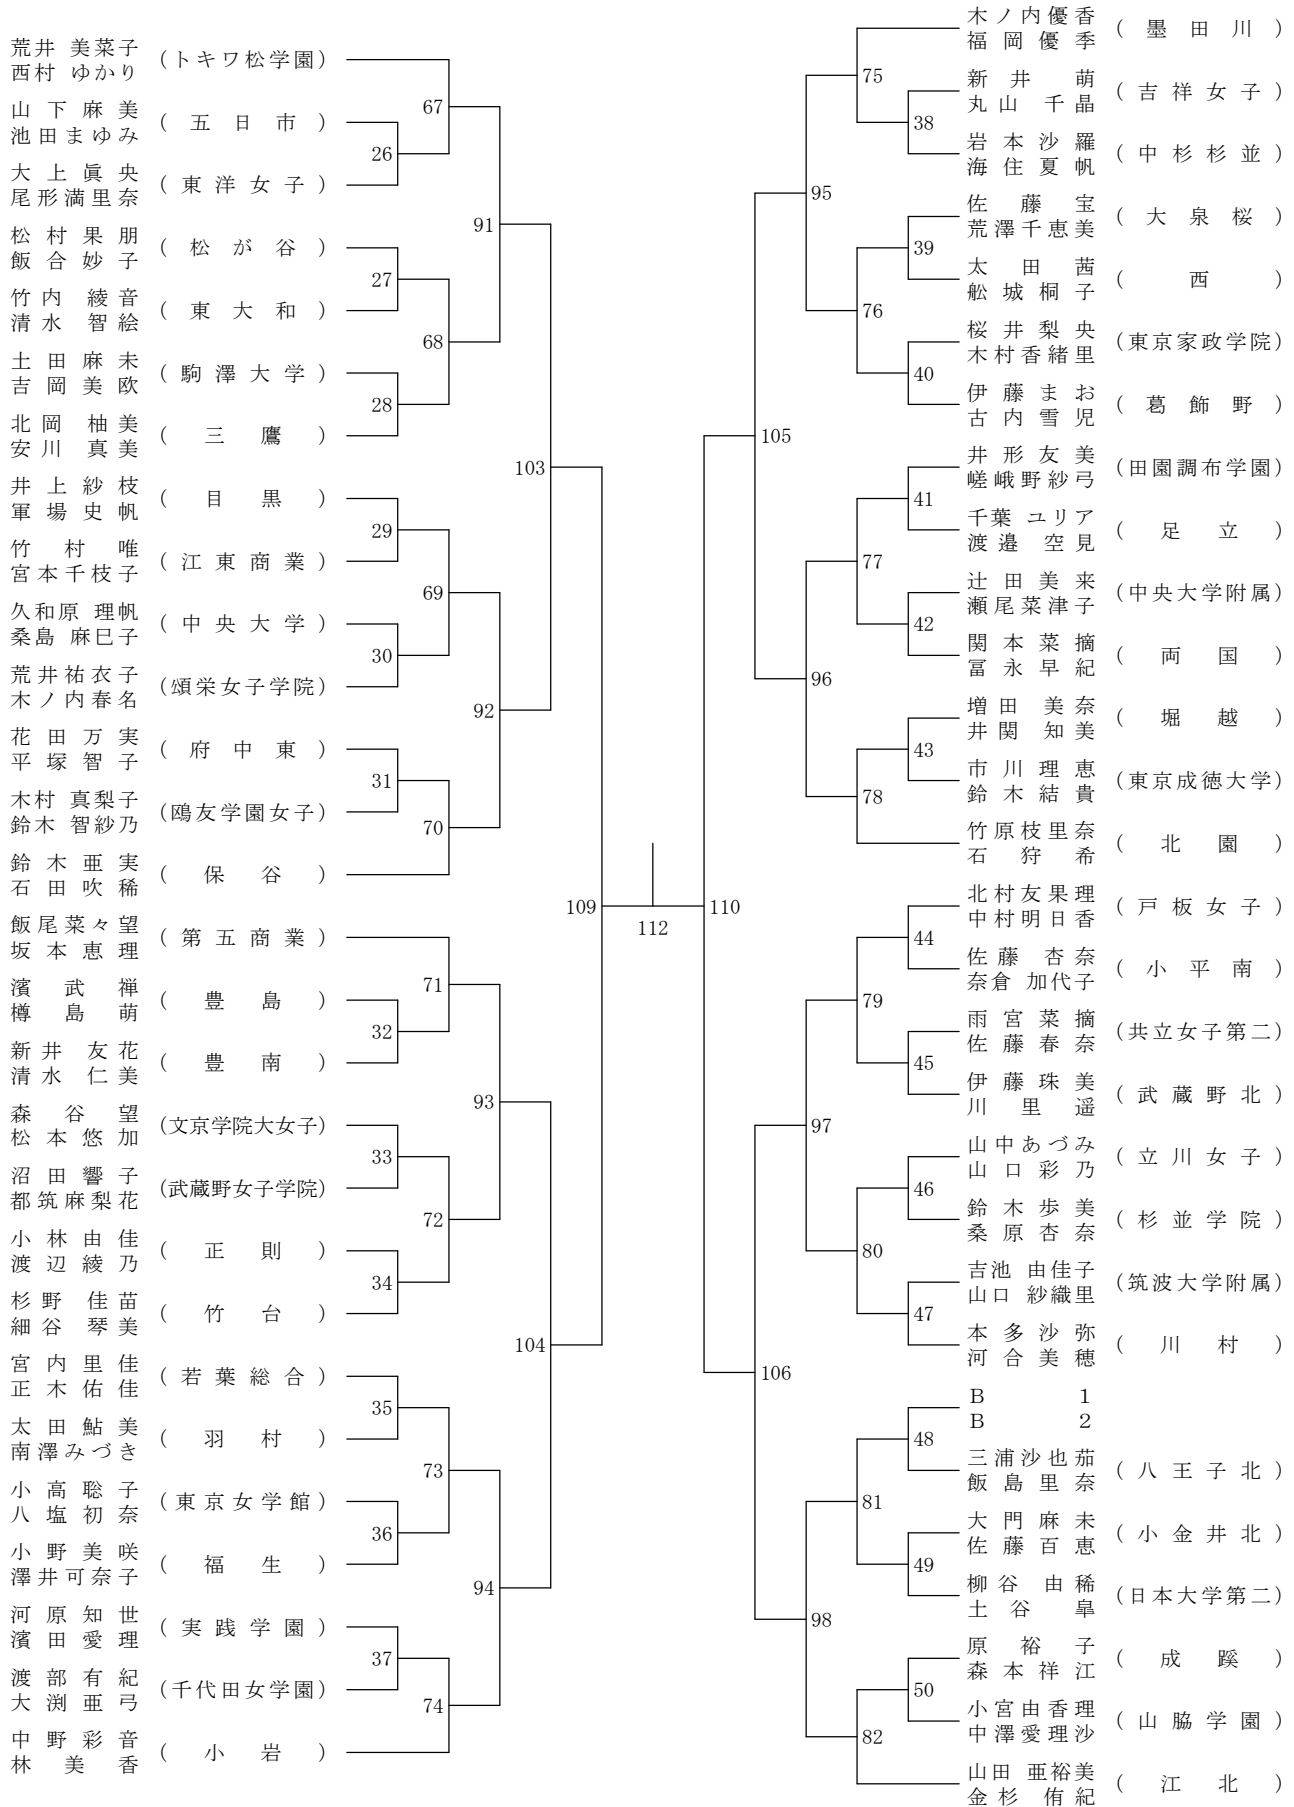 荒井 美菜子
西村 ゆかり
(トキワ松学園)
山下麻美
池田まゆみ
(五日市)
大上眞央
尾形満里奈
(東洋女子)
松村果朋
飯合妙子
(松が谷)
竹内 綾音
清水 智絵
(東大和)
土田麻未
吉岡美欧
(駒澤大学)
北岡 柚美
安川 真美
(三鷹)
井上紗枝
軍場史帆
(目黒)
竹村唯
宮本千枝子
(江東商業)
久和原 理帆
桑島 麻巳子
(中央大学)
荒井祐衣子
木ノ内春名
(頌栄女子学院)
花田万実
平塚智子
(府中東)
木村 真梨子
鈴木 智紗乃
(鴎友学園女子)
鈴木亜実
石田吹稀
(保谷)
飯尾菜々望
坂本恵理
(第五商業)
濱武禅
樽島萌
(豊島)
新井 友花
清水 仁美
(豊南)
森谷望
松本悠加
(文京学院大女子)
沼田響子
都筑麻梨花
(武蔵野女子学院)
小林由佳
渡辺綾乃
(正則)
杉野 佳苗
細谷 琴美
(竹台)
宮内里佳
正木佑佳
(若葉総合)
太田鮎美
南澤みづき
(羽村)
小高聡子
八塩初奈
(東京女学館)
小野美咲
澤井可奈子
(福生)
河原知世
濱田愛理
(実践学園)
渡部有紀
大渕亜弓
(千代田女学園)
中野彩音
林美香
(小岩)
26
27
28
29
30
31
32
33
34
35
36
37
67
68
69
70
71
72
73
74
91
92
93
94
103
104
109
112
110
105
106
95
96
97
98
75
76
77
78
79
80
81
82
38
39
40
41
42
43
44
45
46
47
48
49
50
木ノ内優香
福岡優季
(墨田川)
新井萌
丸山千晶
(吉祥女子)
岩本沙羅
海住夏帆
(中杉杉並)
佐藤宝
荒澤千恵美
(大泉桜)
太田茜
舩城桐子
(西)
桜井梨央
木村香緒里
(東京家政学院)
伊藤まお
古内雪児
(葛飾野)
井形友美
嵯峨野紗弓
(田園調布学園)
千葉 ユリア
渡邉 空見
(足立)
辻田美来
瀬尾菜津子
(中央大学附属)
関本菜摘
冨永早紀
(両国)
増田 美奈
井関 知美
(堀越)
市川理恵
鈴木結貴
(東京成徳大学)
竹原枝里奈
石狩希
(北園)
北村友果理
中村明日香
(戸板女子)
佐藤 杏奈
奈倉 加代子
(小平南)
雨宮菜摘
佐藤春奈
(共立女子第二)
伊藤珠美
川里遥
(武蔵野北)
山中あづみ
山口彩乃
(立川女子)
鈴木歩美
桑原杏奈
(杉並学院)
吉池 由佳子
山口 紗織里
(筑波大学附属)
本多沙弥
河合美穂
(川村)
B 1
B 2
三浦沙也茄
飯島里奈
(八王子北)
大門麻未
佐藤百恵
(小金井北)
柳谷 由稀
土谷 皐
(日本大学第二)
原裕子
森本祥江
(成蹊)
小宮由香理
中澤愛理沙
(山脇学園)
山田 亜裕美
金杉 侑紀
(江北)